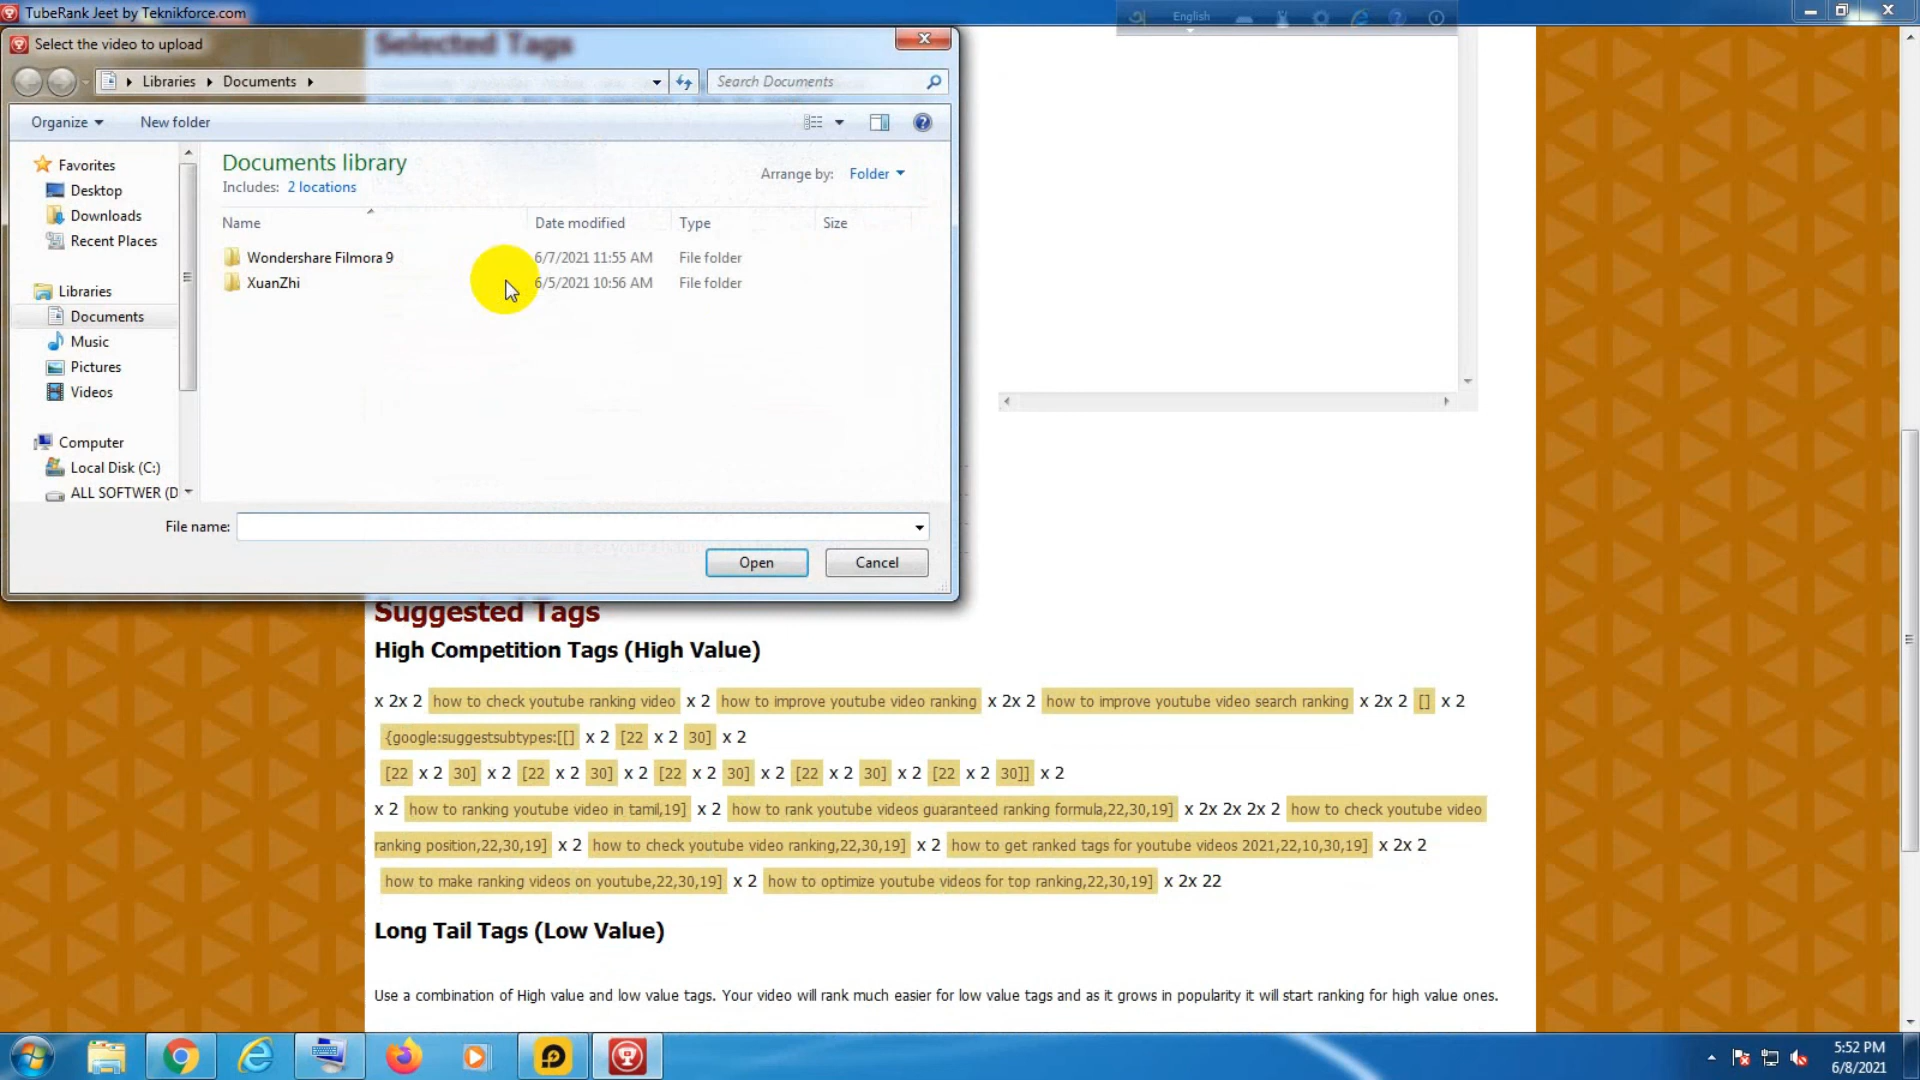 TubeRank Jeet by Teknikforce.com
English
Select the video to upload
Selected Tags
Libraries Documents
Search Documents
Organize New folder
Favorites
Desktop
Downloads
Recent Places
Libraries
Documents
Music
Pictures
Videos
Computer
Local Disk (C:)
ALL SOFTWER (D
Documents library
Includes: 2 locations
Arrange by: Folder
Name Date modified Type Size
Wondershare Filmora 9 6/7/2021 11:55 AM File folder
XuanZhi 6/5/2021 10:56 AM File folder
File name:
Open Cancel
Suggested Tags
High Competition Tags (High Value)
x 2x 2 how to check youtube ranking video x 2 how to improve youtube video ranking x 2x 2 how to improve youtube video search ranking x 2x 2 [] x 2
{google:suggestsubtypes:[[] x 2 [22 x 2 30] x 2
[22 x 2 30] x 2 [22 x 2 30] x 2 [22 x 2 30] x 2 [22 x 2 30] x 2 [22 x 2 30]] x 2
x 2 how to ranking youtube video in tamil,19] x 2 how to rank youtube videos guaranteed ranking formula,22,30,19] x 2x 2x 2x 2 how to check youtube video
ranking position,22,30,19] x 2 how to check youtube video ranking,22,30,19] x 2 how to get ranked tags for youtube videos 2021,22,10,30,19] x 2x 2
how to make ranking videos on youtube,22,30,19] x 2 how to optimize youtube videos for top ranking,22,30,19] x 2x 22
Long Tail Tags (Low Value)
Use a combination of High value and low value tags. Your video will rank much easier for low value tags and as it grows in popularity it will start ranking for high value ones.
5:52 PM
6/8/2021